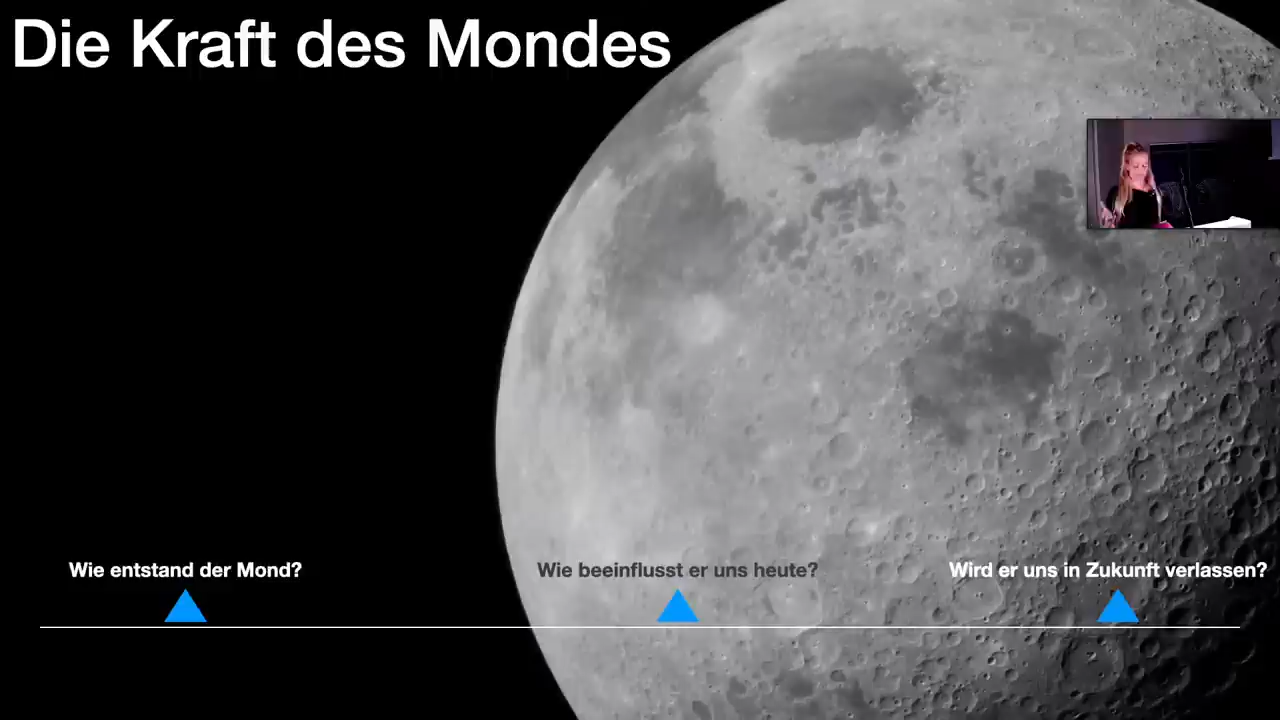 Die Kraft des Mondes
Wie entstand der Mond?
Wie beeinflusst er uns heute?
Wird er uns in Zukunft verlassen?